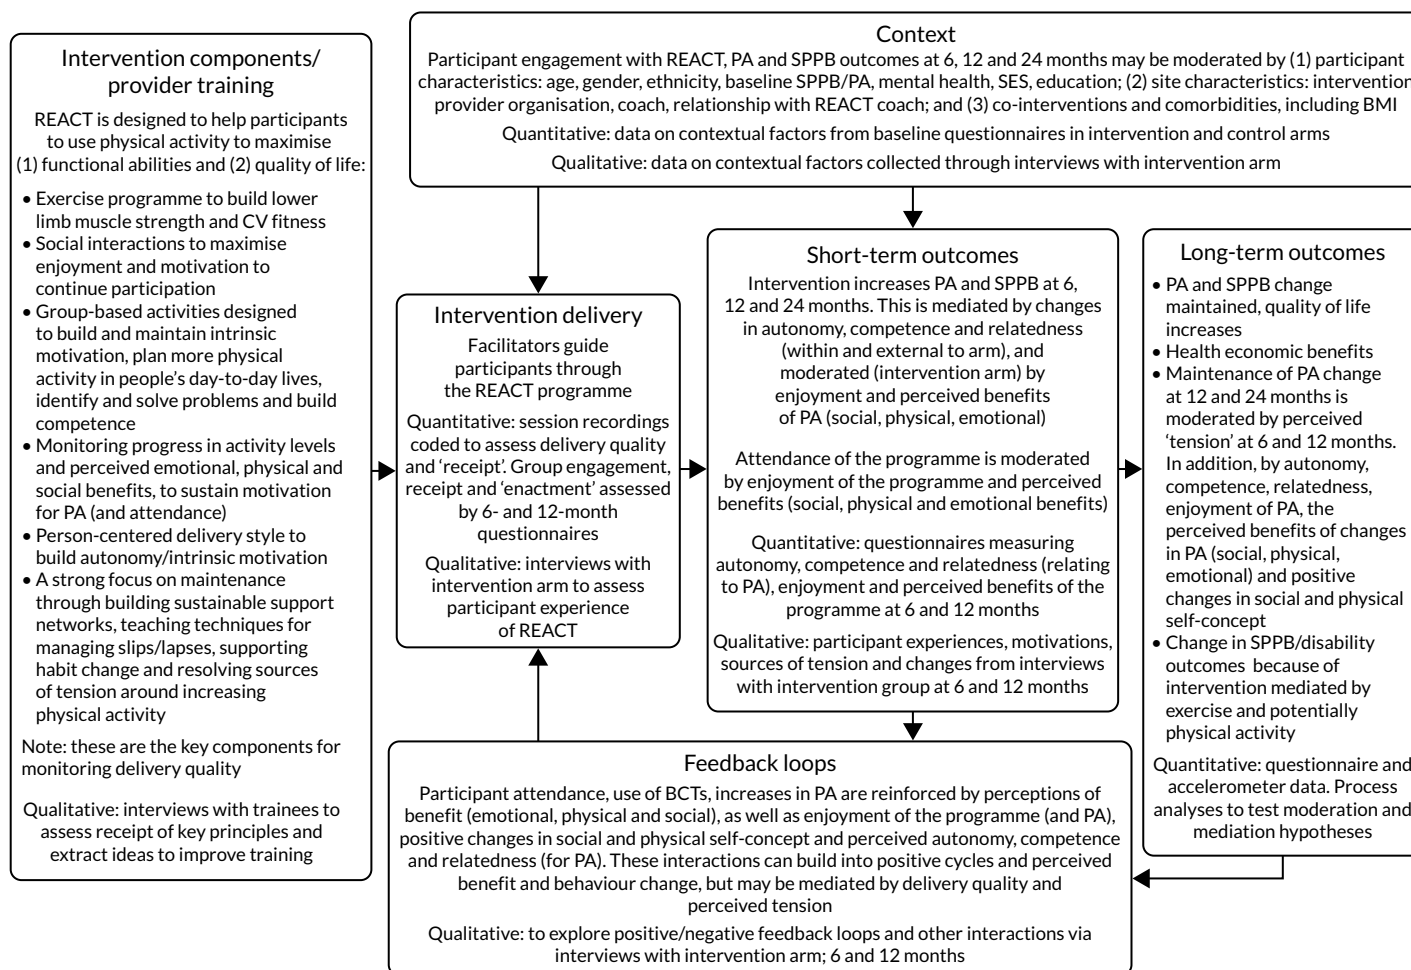 Intervention components/
provider training
REACT is designed to help participants
to use physical activity to maximise
(1) functional abilities and (2) quality of life:
• Exercise programme to build lower
limb muscle strength and CV fitness
• Social interactions to maximise
enjoyment and motivation to
continue participation
• Group-based activities designed
to build and maintain intrinsic
motivation, plan more physical
activity in people’s day-to-day lives,
identify and solve problems and build
competence
• Monitoring progress in activity levels
and perceived emotional, physical and
social benefits, to sustain motivation
for PA (and attendance)
• Person-centered delivery style to
build autonomy/intrinsic motivation
• A strong focus on maintenance
through building sustainable support
networks, teaching techniques for
managing slips/lapses, supporting
habit change and resolving sources
of tension around increasing
physical activity
Note: these are the key components for
monitoring delivery quality
Qualitative: interviews with trainees to
assess receipt of key principles and
extract ideas to improve training
Context
Participant engagement with REACT, PA and SPPB outcomes at 6, 12 and 24 months may be moderated by (1) participant
characteristics: age, gender, ethnicity, baseline SPPB/PA, mental health, SES, education; (2) site characteristics: intervention
provider organisation, coach, relationship with REACT coach; and (3) co-interventions and comorbidities, including BMI
Quantitative: data on contextual factors from baseline questionnaires in intervention and control arms
Qualitative: data on contextual factors collected through interviews with intervention arm
Intervention delivery
Facilitators guide
participants through
the REACT programme
Quantitative: session recordings
coded to assess delivery quality
and ‘receipt’. Group engagement,
receipt and ‘enactment’ assessed
by 6- and 12-month
questionnaires
Qualitative: interviews with
intervention arm to assess
participant experience
of REACT
Short-term outcomes
Intervention increases PA and SPPB at 6,
12 and 24 months. This is mediated by changes
in autonomy, competence and relatedness
(within and external to arm), and
moderated (intervention arm) by
enjoyment and perceived benefits
of PA (social, physical, emotional)
Attendance of the programme is moderated
by enjoyment of the programme and perceived
benefits (social, physical and emotional benefits)
Quantitative: questionnaires measuring
autonomy, competence and relatedness (relating
to PA), enjoyment and perceived benefits of the
programme at 6 and 12 months
Qualitative: participant experiences, motivations,
sources of tension and changes from interviews
with intervention group at 6 and 12 months
Long-term outcomes
• PA and SPPB change
maintained, quality of life
increases
• Health economic benefits
• Maintenance of PA change
at 12 and 24 months is
moderated by perceived
‘tension’ at 6 and 12 months.
In addition, by autonomy,
competence, relatedness,
enjoyment of PA, the
perceived benefits of changes
in PA (social, physical,
emotional) and positive
changes in social and physical
self-concept
• Change in SPPB/disability
outcomes because of
intervention mediated by
exercise and potentially
physical activity
Quantitative: questionnaire and
accelerometer data. Process
analyses to test moderation and
mediation hypotheses
Feedback loops
Participant attendance, use of BCTs, increases in PA are reinforced by perceptions of
benefit (emotional, physical and social), as well as enjoyment of the programme (and PA),
positive changes in social and physical self-concept and perceived autonomy, competence
and relatedness (for PA). These interactions can build into positive cycles and perceived
benefit and behaviour change, but may be mediated by delivery quality and
perceived tension
Qualitative: to explore positive/negative feedback loops and other interactions via
interviews with intervention arm; 6 and 12 months